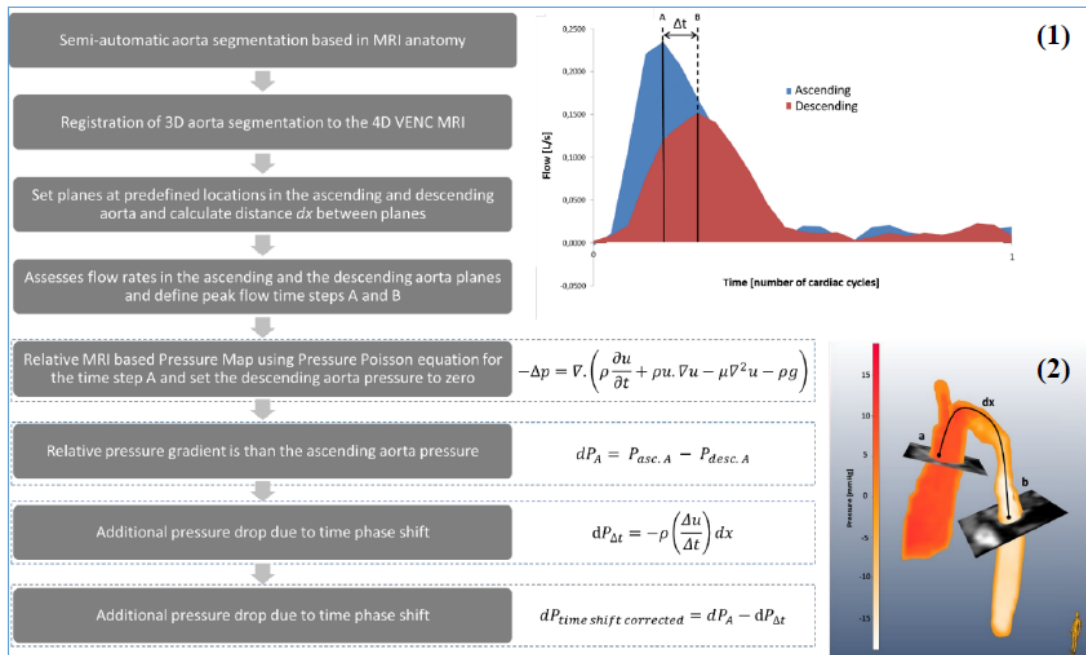 Semi-automatic aorta segmentation based in MRI anatomy
Registration of 3D aorta segmentation to the 4D VENC MRI
Set planes at predefined locations in the ascending and descending
aorta and calculate distance dx between planes
Assesses flow rates in the ascending and the descending aorta planes
and define peak flow time steps A and B
Relative MRI based Pressure Map using Pressure Poisson equation for
the time step A and set the descending aorta pressure to zero
−Δp = ∇. (ρ ∂u/∂t + ρu. ∇u − μ∇²u − ρg)
Relative pressure gradient is than the ascending aorta pressure
dP_A = P_asc.A − P_desc.A
Additional pressure drop due to time phase shift
dP_Δt = −ρ (Δu/Δt) dx
Additional pressure drop due to time phase shift
dP_time shift corrected = dP_A − dP_Δt
(1)
A
B
Δt
0,2500
0,2000
0,1500
0,1000
0,0500
0,0000
-0,0500
Flow [L/s]
Ascending
Descending
0
1
Time [number of cardiac cycles]
(2)
15
10
5
0
-5
-10
-15
Pressure [mmHg]
dx
a
b